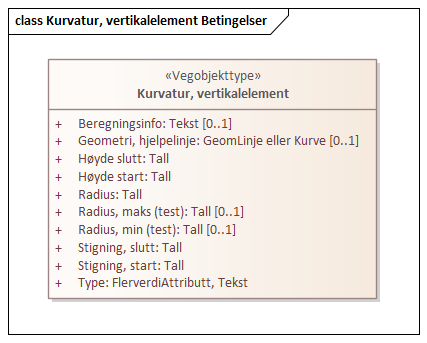 class Kurvatur, vertikalelement Betingelser
«Vegobjekttype»
Kurvatur, vertikalelement
+ Beregningsinfo: Tekst [0..1]
+ Geometri, hjelpelinje: GeomLinje eller Kurve [0..1]
+ Høyde slutt: Tall
+ Høyde start: Tall
+ Radius: Tall
+ Radius, maks (test): Tall [0..1]
+ Radius, min (test): Tall [0..1]
+ Stigning, slutt: Tall
+ Stigning, start: Tall
+ Type: FlerverdiAttributt, Tekst